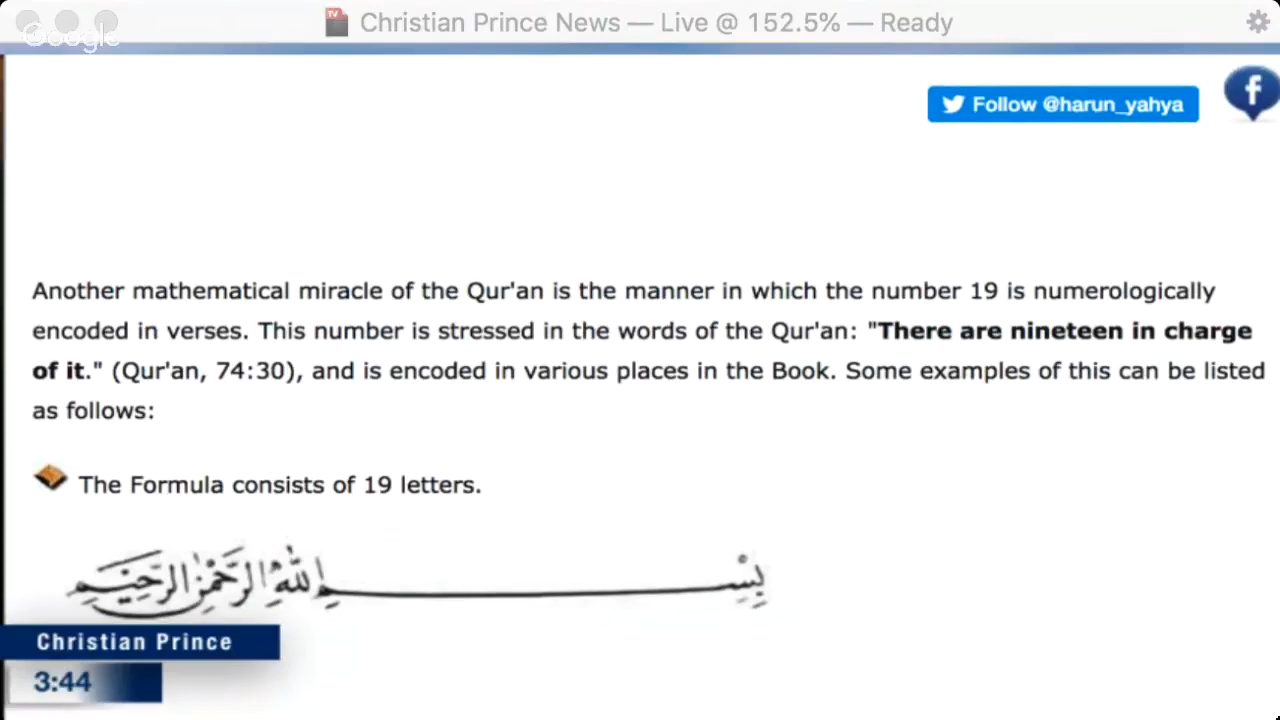 Christian Prince News — Live @ 152.5% — Ready
Google
Follow @harun_yahya
Another mathematical miracle of the Qur'an is the manner in which the number 19 is numerologically
encoded in verses. This number is stressed in the words of the Qur'an: "There are nineteen in charge
of it." (Qur'an, 74:30), and is encoded in various places in the Book. Some examples of this can be listed
as follows:
The Formula consists of 19 letters.
بِسْمِ اللهِ الرَّحْمٰنِ الرَّحِيمِ
Christian Prince
3:44